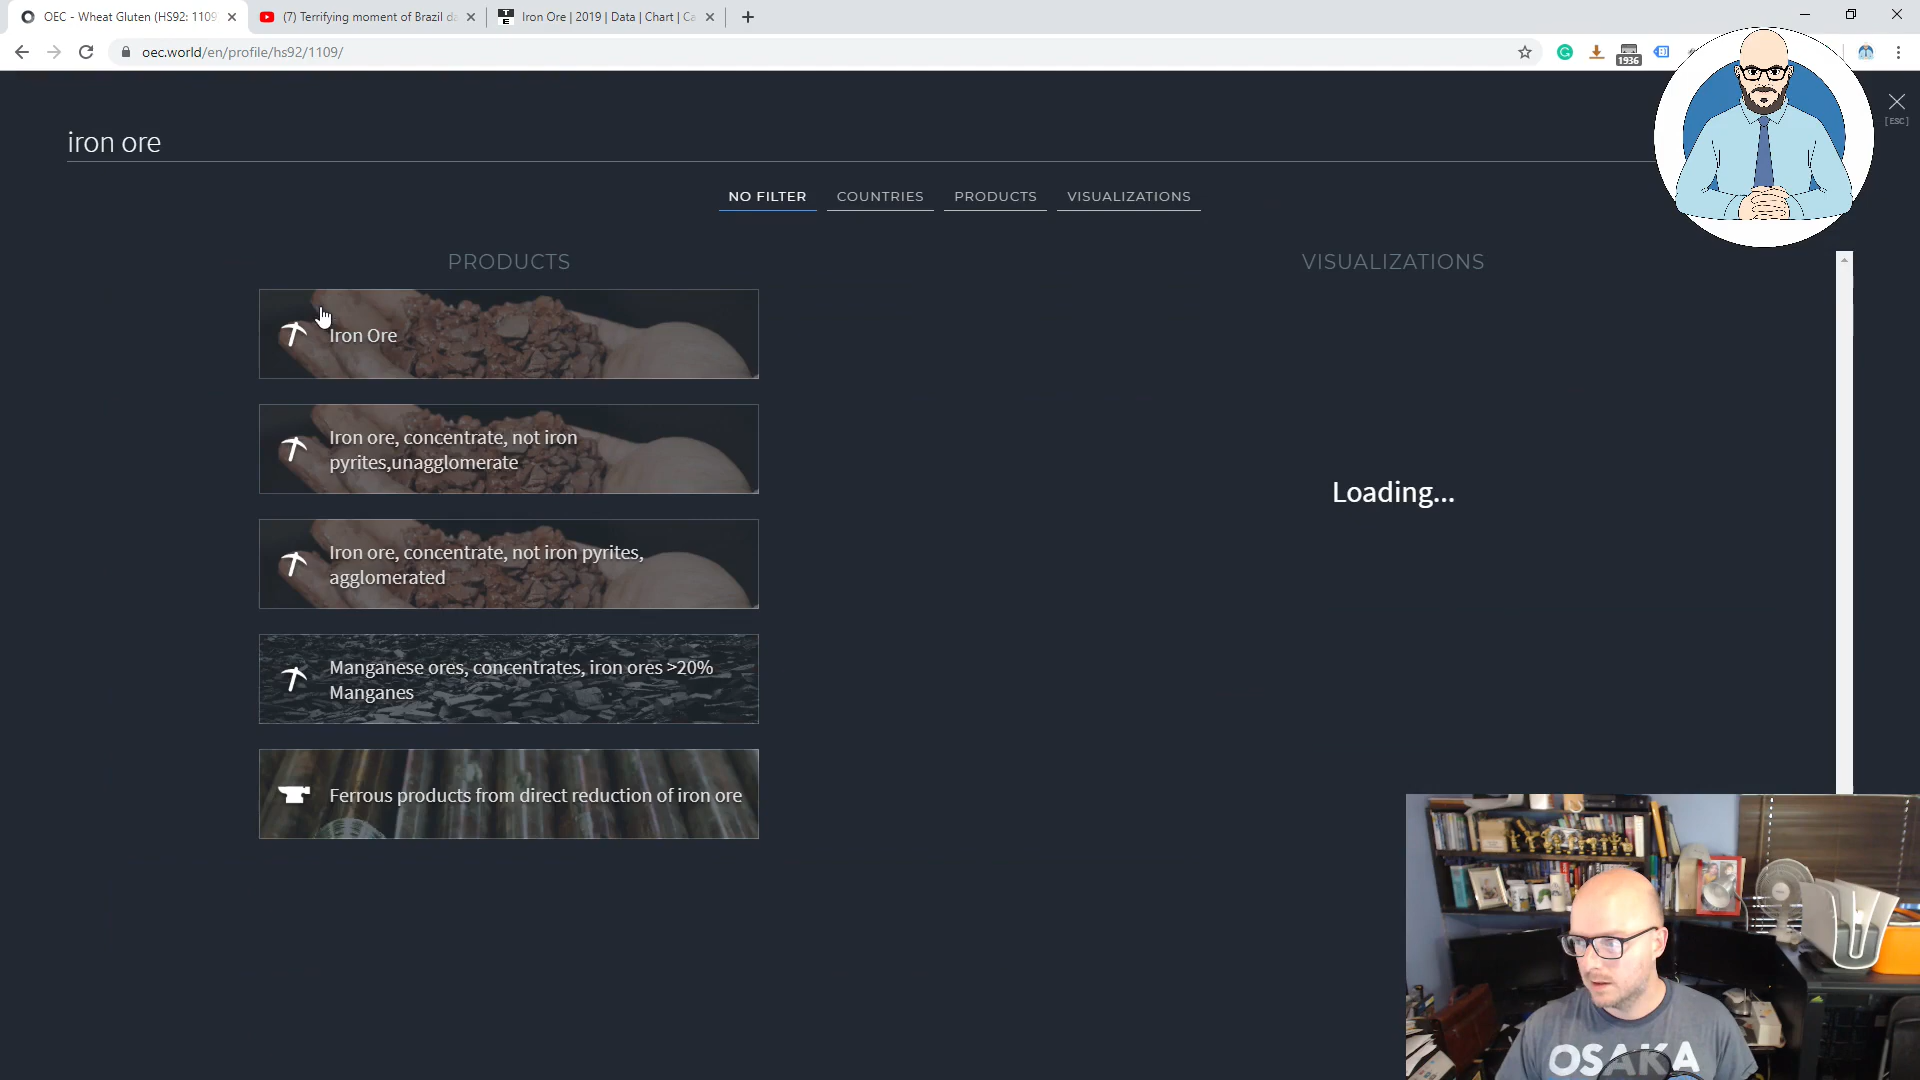 OEC - Wheat Gluten (HS92: 1109
(7) Terrifying moment of Brazil da
Iron Ore | 2019 | Data | Chart | Ca
oec.world/en/profile/hs92/1109/
1936
iron ore
[ESC]
NO FILTER
COUNTRIES
PRODUCTS
VISUALIZATIONS
PRODUCTS
VISUALIZATIONS
Iron Ore
Iron ore, concentrate, not iron
pyrites,unagglomerate
Loading...
Iron ore, concentrate, not iron pyrites,
agglomerated
Manganese ores, concentrates, iron ores >20%
Manganes
Ferrous products from direct reduction of iron ore
OSAKA